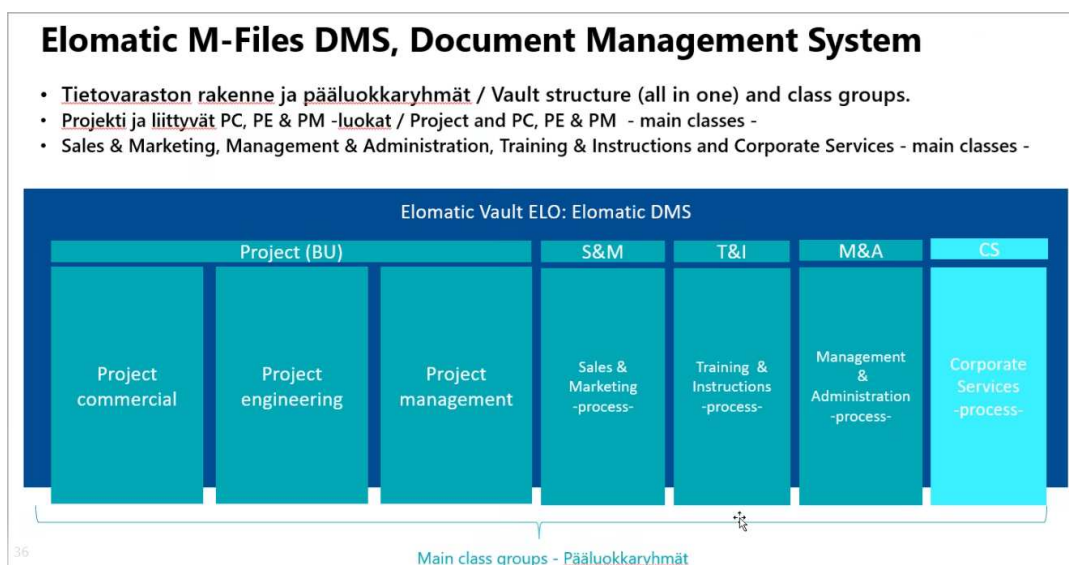 Elomatic M-Files DMS, Document Management System
• Tietovaraston rakenne ja pääluokkaryhmät / Vault structure (all in one) and class groups.
• Projekti ja liittyvät PC, PE & PM -luokat / Project and PC, PE & PM - main classes -
• Sales & Marketing, Management & Administration, Training & Instructions and Corporate Services - main classes -
Elomatic Vault ELO: Elomatic DMS
Project (BU)
S&M
T&I
M&A
CS
Project
commercial
Project
engineering
Project
management
Sales &
Marketing
-process-
Training &
Instructions
-process-
Management
&
Administration
-process-
Corporate
Services
-process-
36
Main class groups - Pääluokkaryhmät